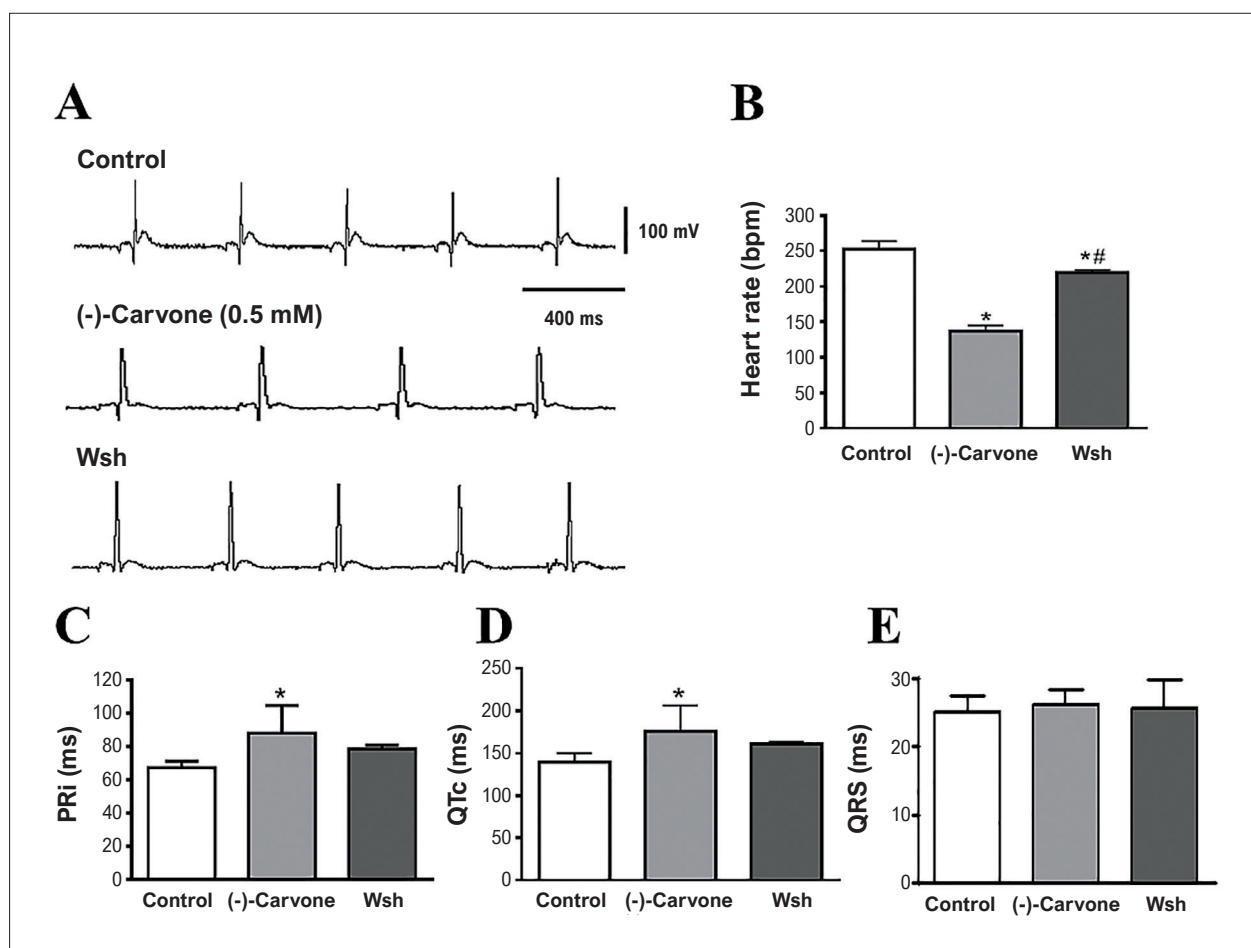 A
Control
100 mV
400 ms
(-)-Carvone (0.5 mM)
Wsh
B
Heart rate (bpm)
300
250
200
150
100
50
0
*
*#
Control (-)-Carvone Wsh
C
PRi (ms)
120
100
80
60
40
20
0
*
Control (-)-Carvone Wsh
D
QTc (ms)
250
200
150
100
50
0
*
Control (-)-Carvone Wsh
E
QRS (ms)
30
20
10
0
Control (-)-Carvone Wsh